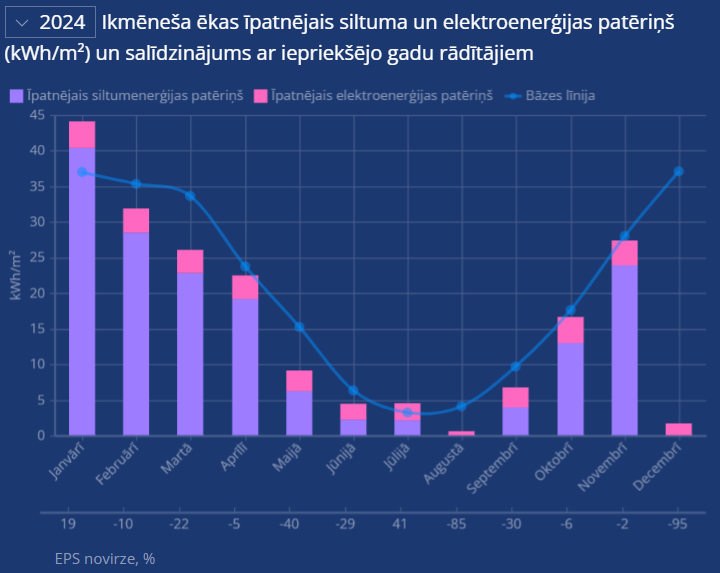 2024 Ikmēneša ēkas īpatnējais siltuma un elektroenerģijas patēriņš
(kWh/m²) un salīdzinājums ar iepriekšējo gadu rādītājiem
Īpatnējais siltumenerģijas patēriņš Īpatnējais elektroenerģijas patēriņš Bāzes līnija
45
40
35
30
25
20
15
10
5
0
kWh/m²
Janvārī Februārī Martā Aprīlī Maijā Jūnijā Jūlijā Augustā Septembrī Oktobrī Novembrī Decembrī
19 -10 -22 -5 -40 -29 41 -85 -30 -6 -2 -95
EPS novirze, %